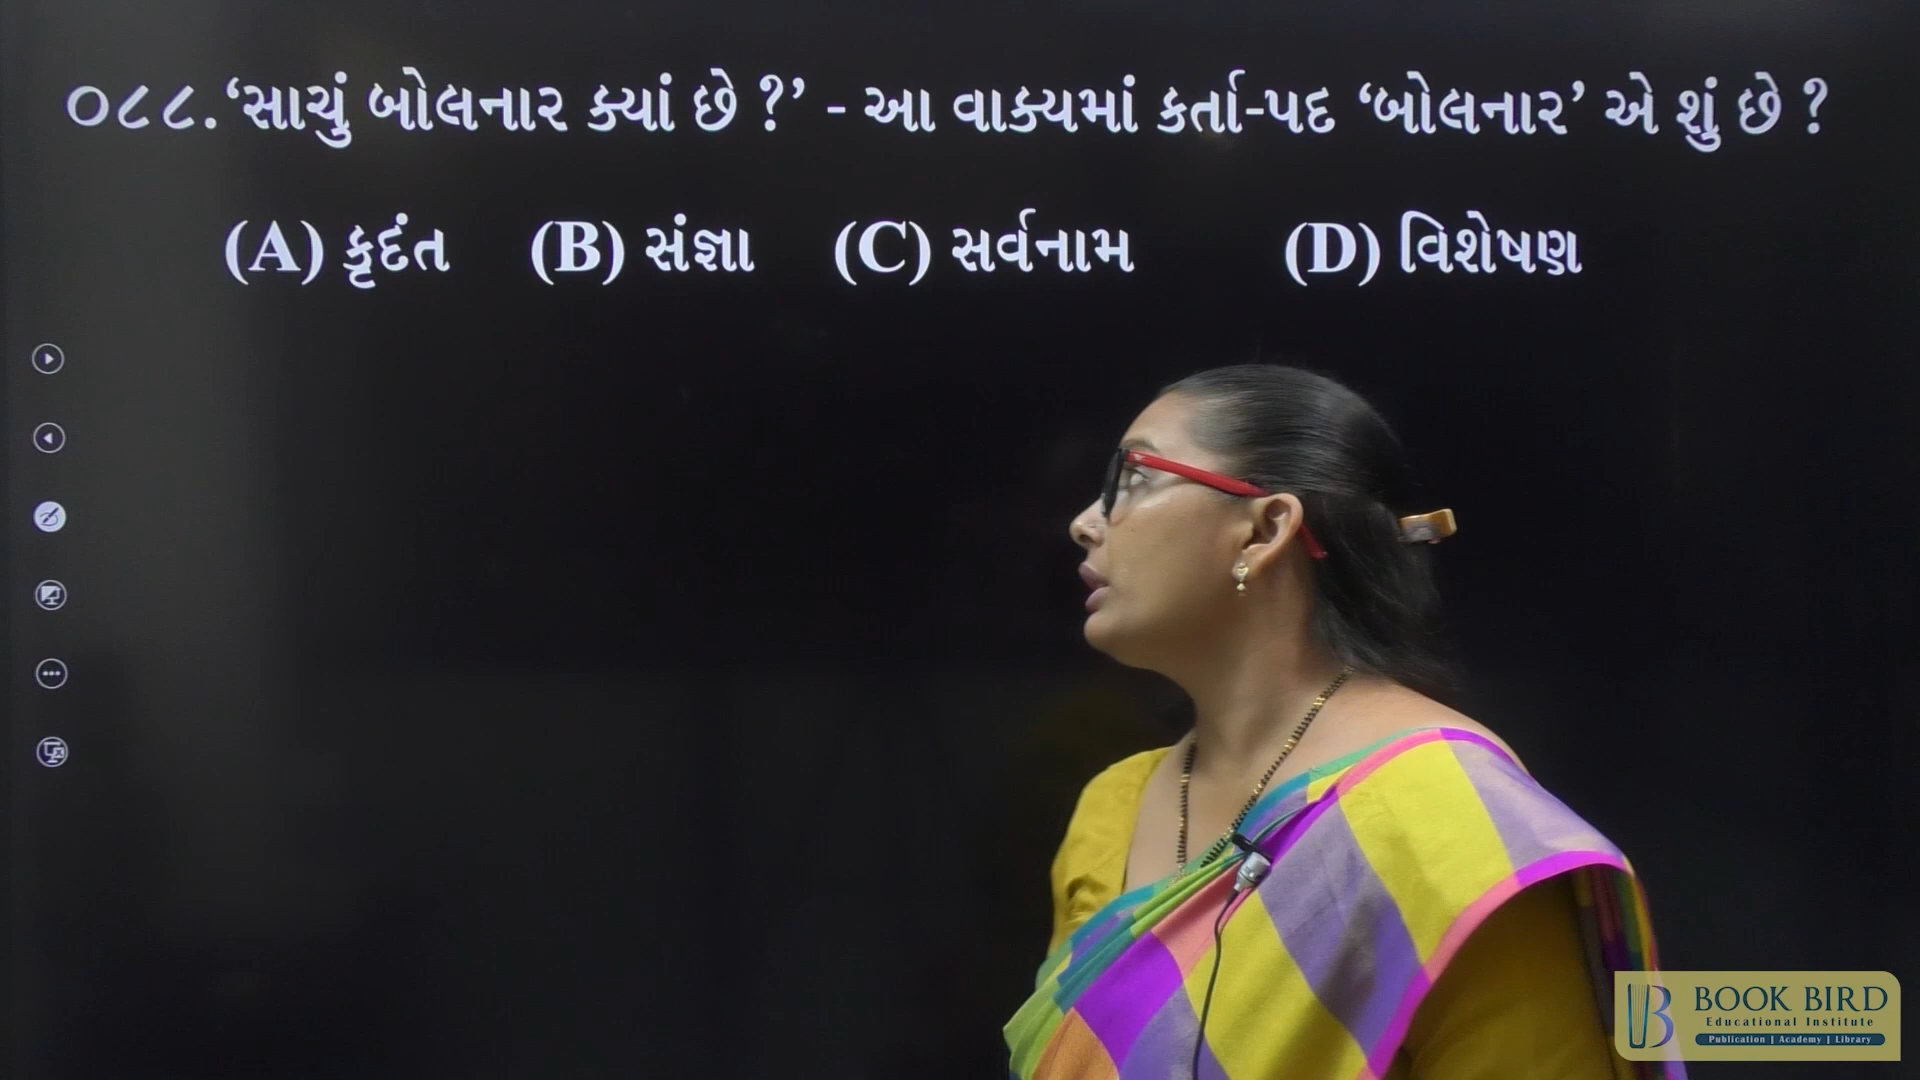 ૦૮૮. ‘સાચું બોલનાર ક્યાં છે ?’ - આ વાક્યમાં કર્તા-પદ ‘બોલનાર’ એ શું છે ?
(A) કૃદંત (B) સંજ્ઞા (C) સર્વનામ (D) વિશેષણ
BOOK BIRD
Educational Institute
Publication | Academy | Library